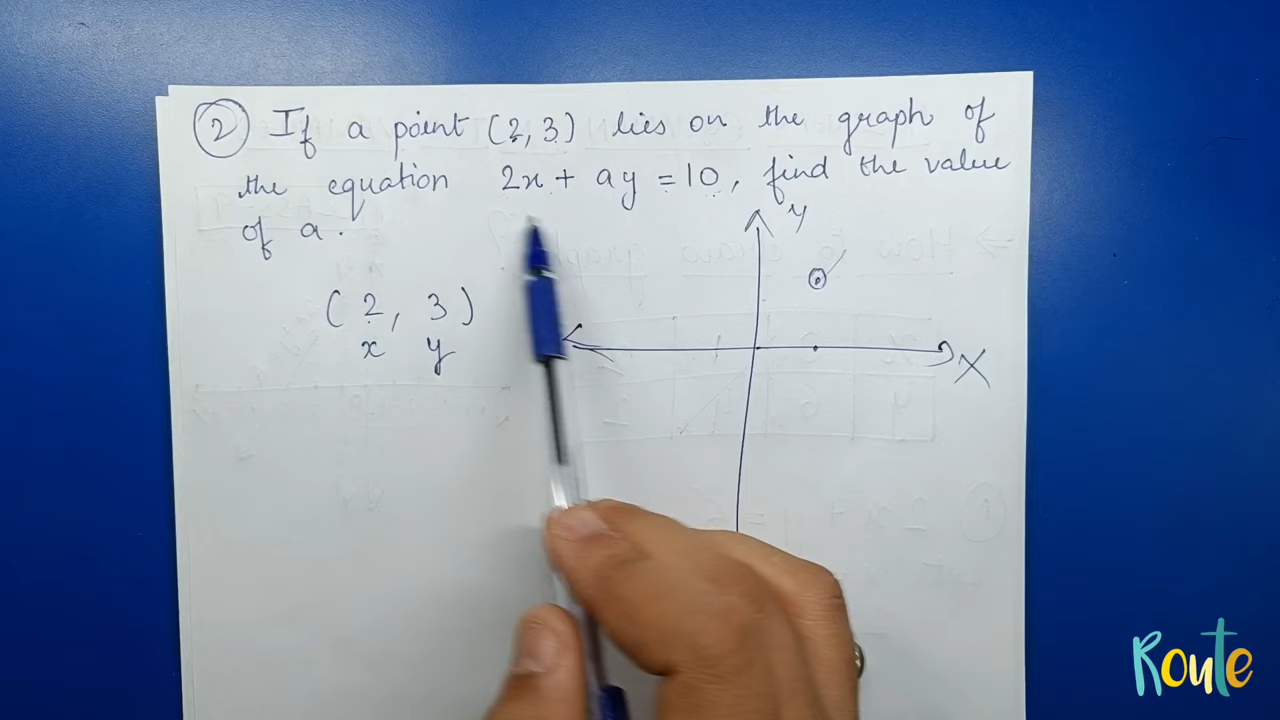 ② If a point (2, 3) lies on the graph of
the equation 2x + ay = 10, find the value
of a.
y
( 2, 3 )
x y
X
Route